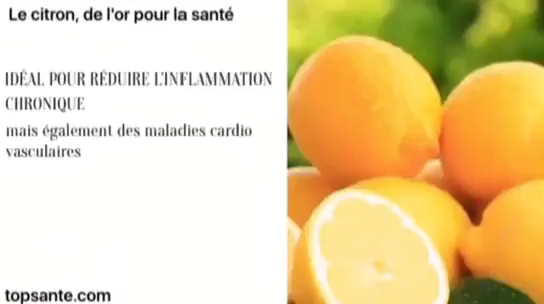 Le citron, de l'or pour la santé
IDÉAL POUR RÉDUIRE L'INFLAMMATION
CHRONIQUE
mais également des maladies cardio
vasculaires
topsante.com